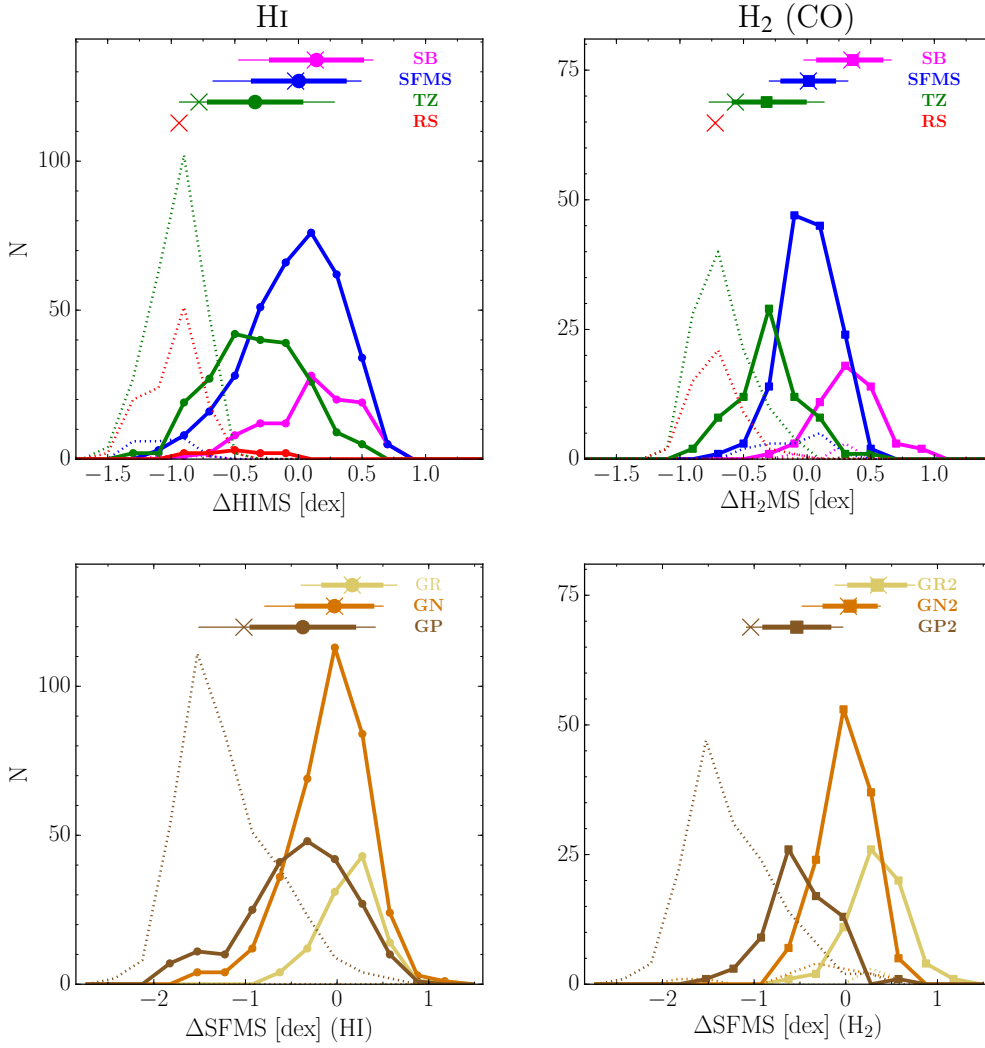 HI
H₂ (CO)
SB
SFMS
TZ
RS
N
100
50
0
−1.5 −1.0 −0.5 0.0 0.5 1.0
ΔHIMS [dex]
SB
SFMS
TZ
RS
75
50
25
0
−1.5 −1.0 −0.5 0.0 0.5 1.0
ΔH₂MS [dex]
GR
GN
GP
N
100
50
0
−2 −1 0 1
ΔSFMS [dex] (HI)
GR2
GN2
GP2
75
50
25
0
−2 −1 0 1
ΔSFMS [dex] (H₂)